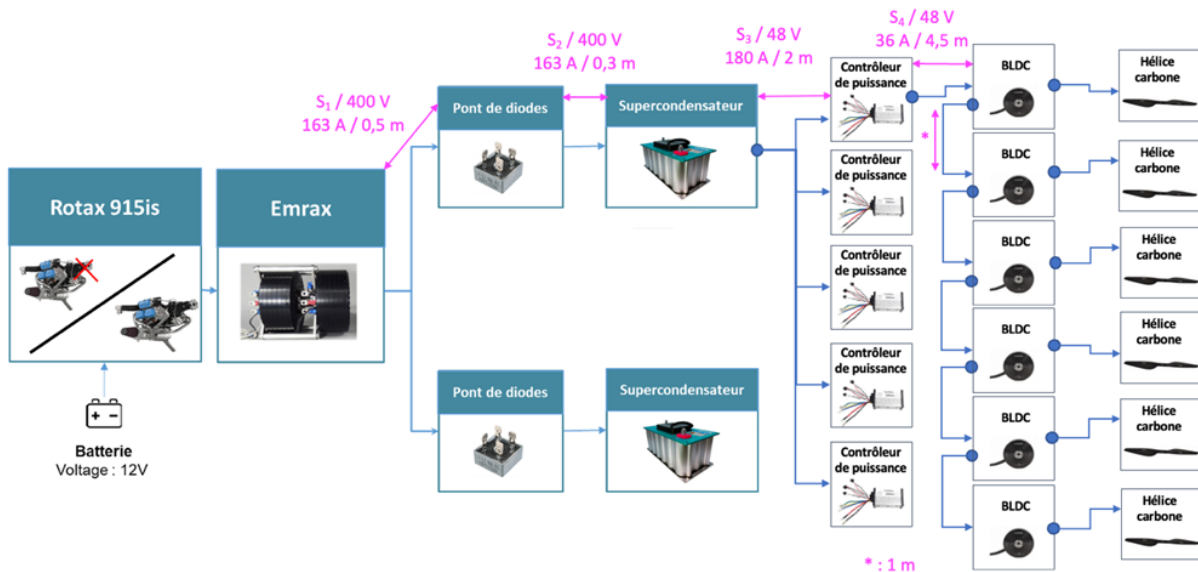 S₄ / 48 V
36 A / 4,5 m
S₃ / 48 V
180 A / 2 m
S₂ / 400 V
163 A / 0,3 m
S₁ / 400 V
163 A / 0,5 m
Rotax 915is
Emrax
Pont de diodes
Supercondensateur
Pont de diodes
Supercondensateur
Batterie
Voltage : 12V
Contrôleur
de puissance
Contrôleur
de puissance
Contrôleur
de puissance
Contrôleur
de puissance
Contrôleur
de puissance
*
* : 1 m
BLDC
BLDC
BLDC
BLDC
BLDC
BLDC
Hélice
carbone
Hélice
carbone
Hélice
carbone
Hélice
carbone
Hélice
carbone
Hélice
carbone